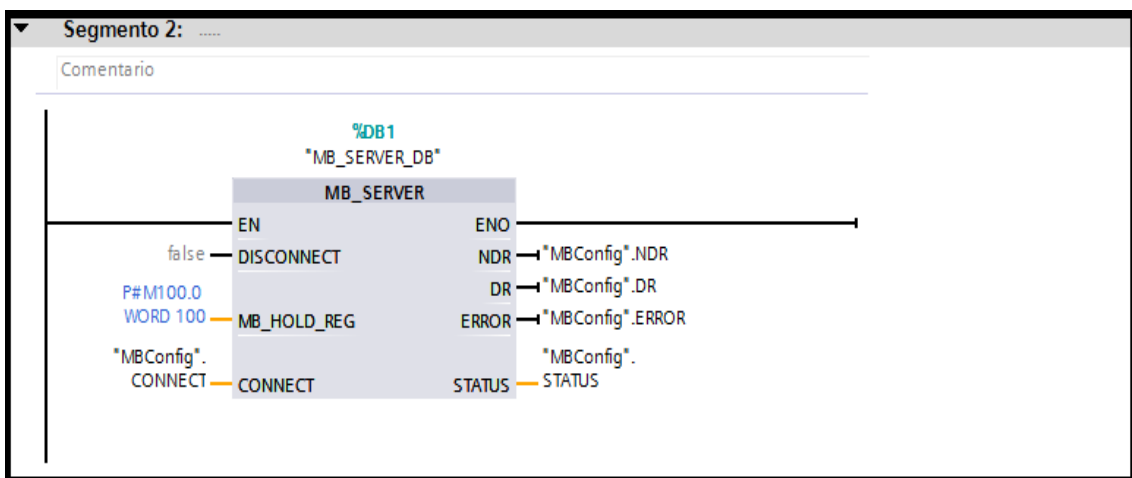 Segmento 2: .....
Comentario
%DB1
"MB_SERVER_DB"
MB_SERVER
EN ENO
false DISCONNECT NDR "MBConfig".NDR
DR "MBConfig".DR
P#M100.0
WORD 100 MB_HOLD_REG ERROR "MBConfig".ERROR
"MBConfig". "MBConfig".
CONNECT CONNECT STATUS STATUS